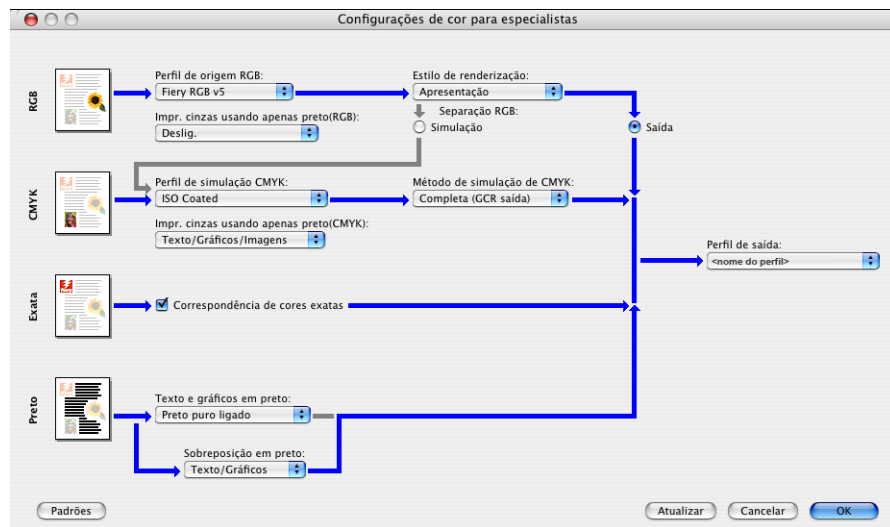 Configurações de cor para especialistas
RGB
Perfil de origem RGB:
Fiery RGB v5
Estilo de renderização:
Apresentação
Impr. cinzas usando apenas preto(RGB):
Deslig.
Separação RGB:
Simulação
Saída
CMYK
Perfil de simulação CMYK:
ISO Coated
Método de simulação de CMYK:
Completa (GCR saída)
Impr. cinzas usando apenas preto(CMYK):
Texto/Gráficos/Imagens
Perfil de saída:
<nome do perfil>
Exata
Correspondência de cores exatas
Preto
Texto e gráficos em preto:
Preto puro ligado
Sobreposição em preto:
Texto/Gráficos
Padrões
Atualizar
Cancelar
OK